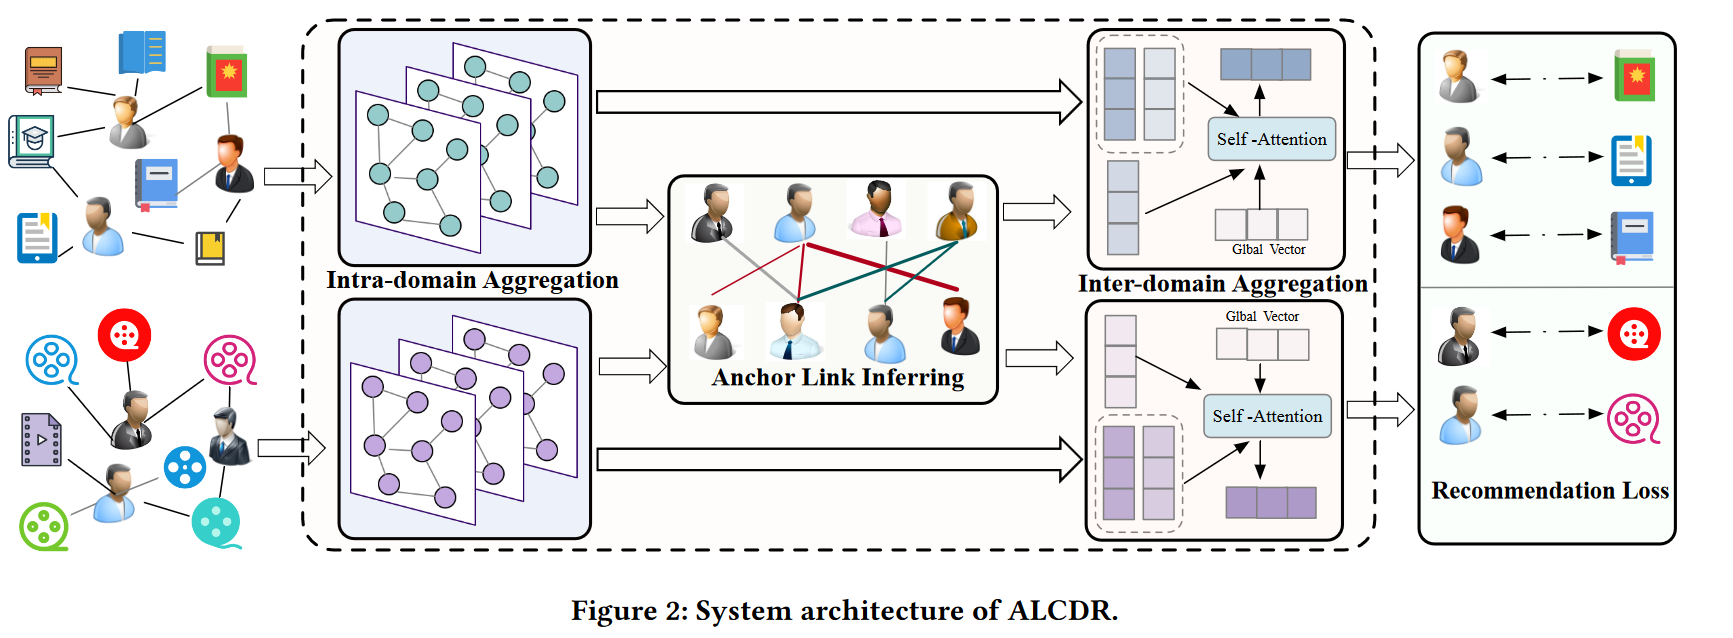 Self -Attention
Glbal Vector
Intra-domain Aggregation
Inter-domain Aggregation
Glbal Vector
Anchor Link Inferring
Self -Attention
Recommendation Loss
Figure 2: System architecture of ALCDR.